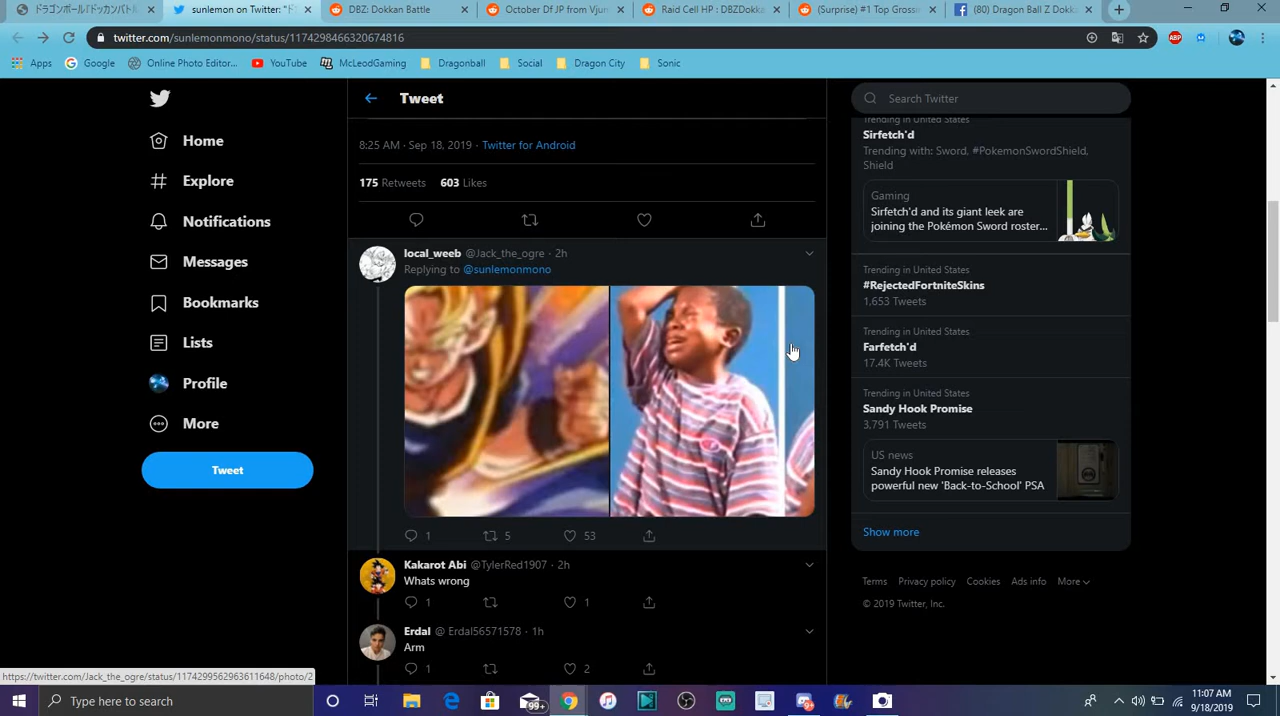 ドラゴンボールZ ドッカンバトル
sunlemon on Twitter: "ド
DBZ: Dokkan Battle
October Of JP from Vjum
Raid Cell HP : DBZDokka
(Surprise) #1 Top Gross
(80) Dragon Ball Z Dokka
twitter.com/sunlemonmono/status/1174298466320674816
ABP
Apps
Google
Online Photo Editor...
YouTube
McLeodGaming
Dragonball
Social
Dragon City
Sonic
Home
Explore
Notifications
Messages
Bookmarks
Lists
Profile
More
Tweet
Tweet
8:25 AM · Sep 18, 2019 · Twitter for Android
175 Retweets 603 Likes
local_weeb @Jack_the_ogre · 2h
Replying to @sunlemonmono
1 5 53
Kakarot Abi @TylerRed1907 · 2h
Whats wrong
1 1
Erdal @ Erdal56571578 · 1h
Arm
1 2
Search Twitter
Trending in United States
Sirfetch'd
Trending with: Sword, #PokemonSwordShield,
Shield
Gaming
Sirfetch'd and its giant leek are
joining the Pokémon Sword roster...
Trending in United States
#RejectedFortniteSkins
1,653 Tweets
Trending in United States
Farfetch'd
17.4K Tweets
Trending in United States
Sandy Hook Promise
3,791 Tweets
US news
Sandy Hook Promise releases
powerful new 'Back-to-School' PSA
Show more
Terms Privacy policy Cookies Ads info More
© 2019 Twitter, Inc.
https://twitter.com/Jack_the_ogre/status/1174299562963611648/photo/2
Type here to search
99+
9+
11:07 AM
9/18/2019